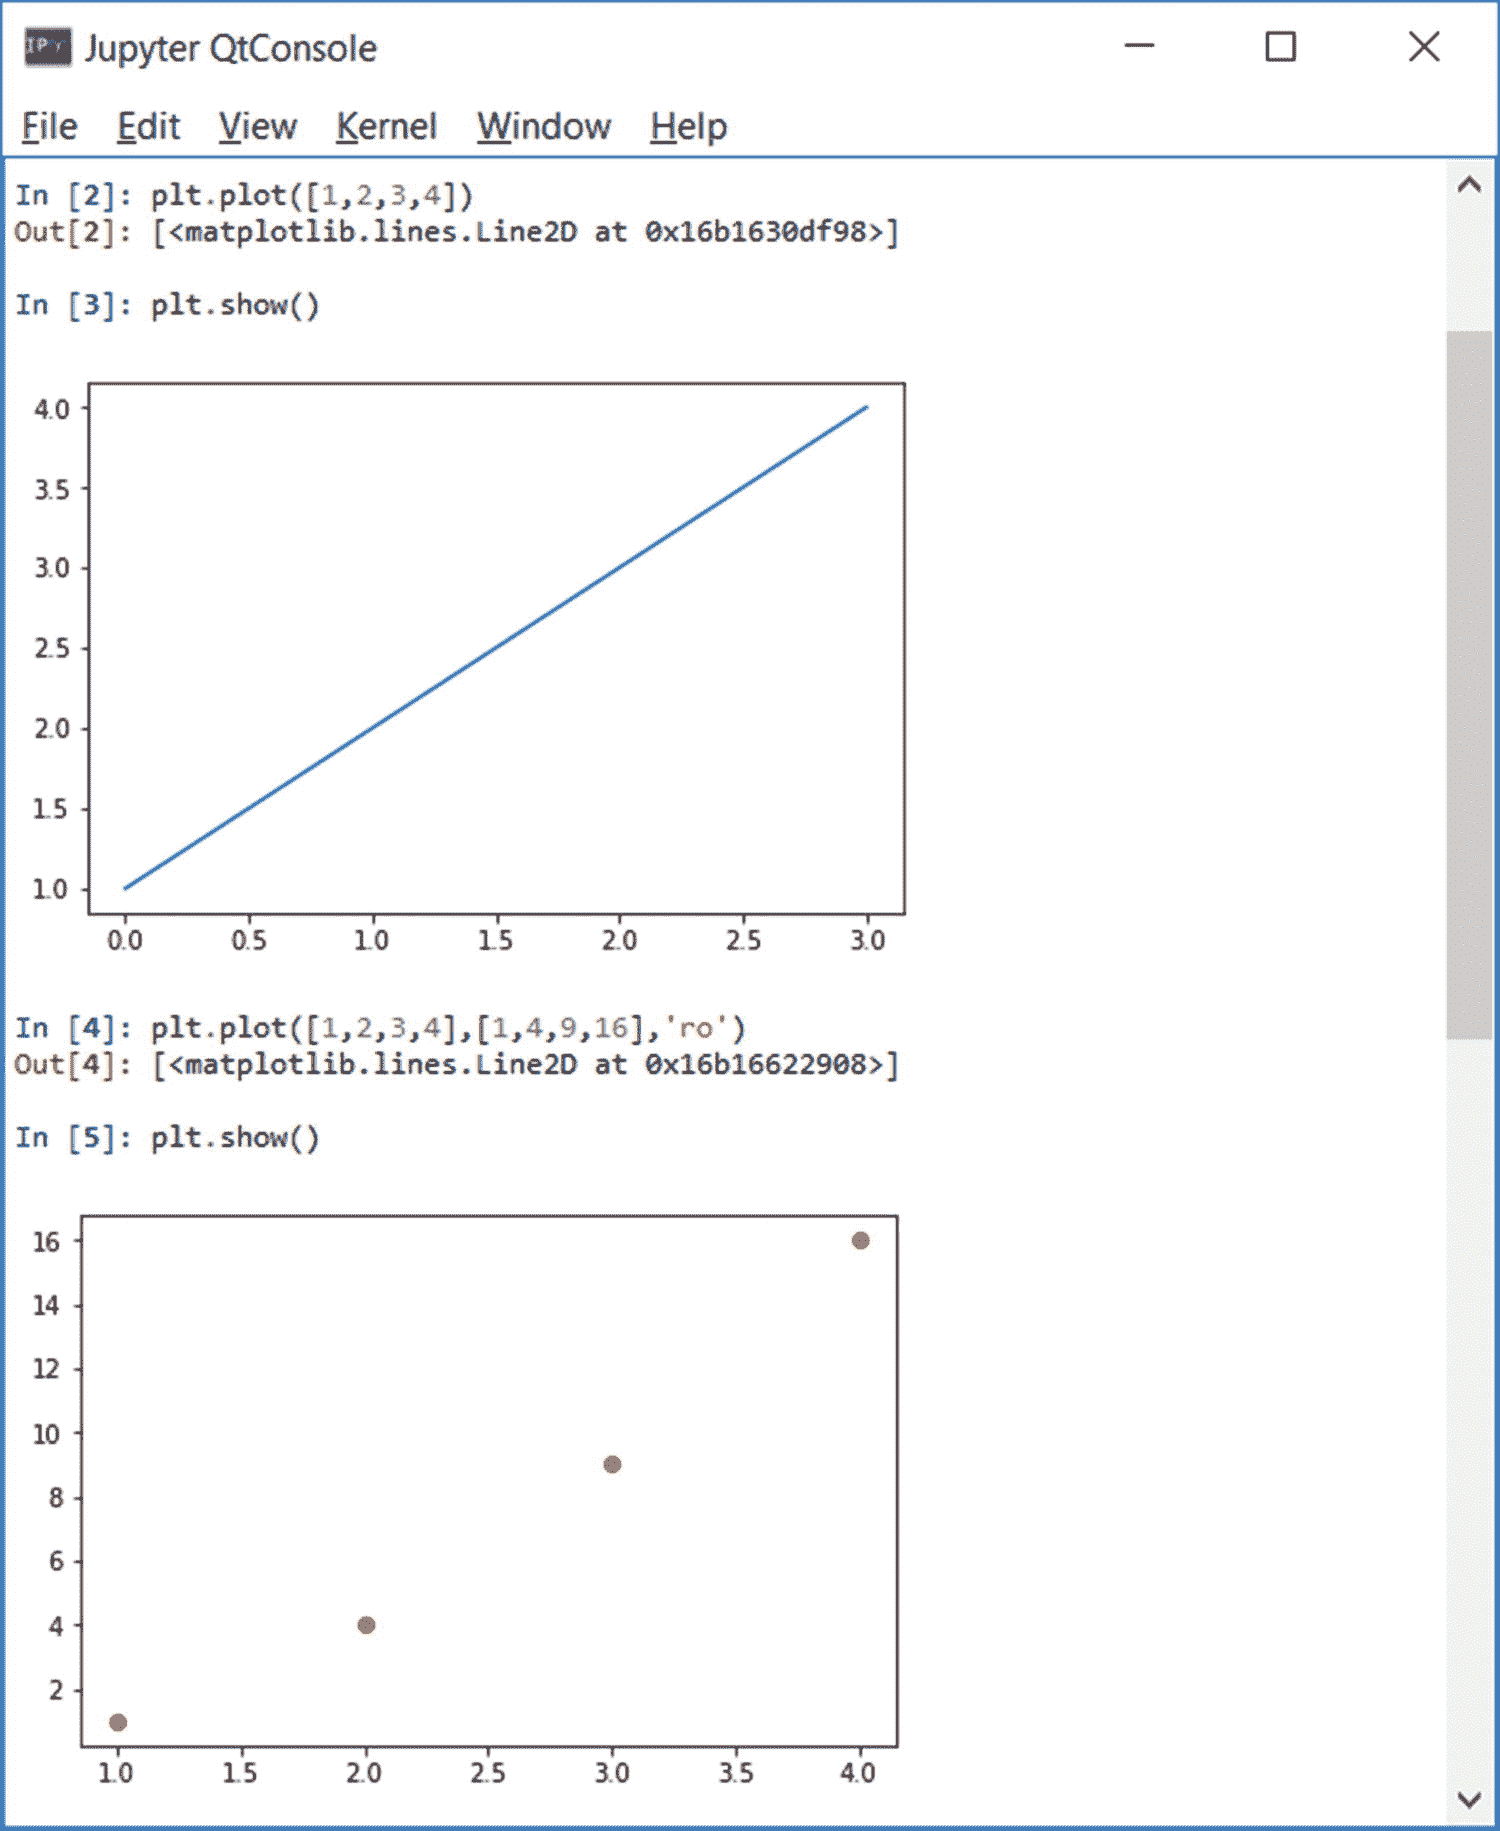 IPy Jupyter QtConsole
File Edit View Kernel Window Help
In [2]: plt.plot([1,2,3,4])
Out[2]: [<matplotlib.lines.Line2D at 0x16b1630df98>]
In [3]: plt.show()
4.0
3.5
3.0
2.5
2.0
1.5
1.0
0.0 0.5 1.0 1.5 2.0 2.5 3.0
In [4]: plt.plot([1,2,3,4],[1,4,9,16],'ro')
Out[4]: [<matplotlib.lines.Line2D at 0x16b16622908>]
In [5]: plt.show()
16
14
12
10
8
6
4
2
1.0 1.5 2.0 2.5 3.0 3.5 4.0